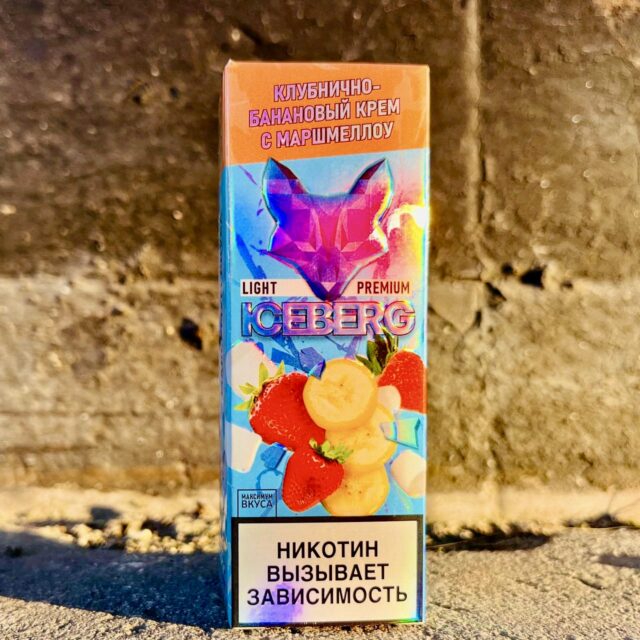 КЛУБНИЧНО-
БАНАНОВЫЙ КРЕМ
С МАРШМЕЛЛОУ
LIGHT PREMIUM
ICEBERG
МАКСИМУМ
ВКУСА
НИКОТИН
ВЫЗЫВАЕТ
ЗАВИСИМОСТЬ